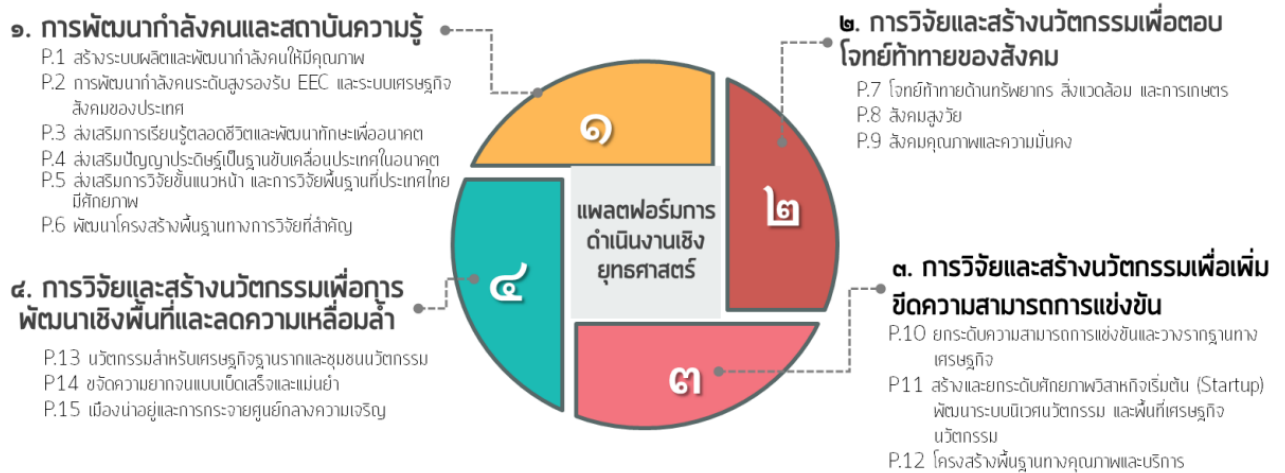 ๑. การพัฒนากำลังคนและสถาบันความรู้
P.1 สร้างระบบผลิตและพัฒนากำลังคนให้มีคุณภาพ
P.2 การพัฒนากำลังคนระดับสูงรองรับ EEC และระบบเศรษฐกิจ
สังคมของประเทศ
P.3 ส่งเสริมการเรียนรู้ตลอดชีวิตและพัฒนาทักษะเพื่ออนาคต
P.4 ส่งเสริมปัญญาประดิษฐ์เป็นฐานขับเคลื่อนประเทศในอนาคต
P.5 ส่งเสริมการวิจัยขั้นแนวหน้า และการวิจัยพื้นฐานที่ประเทศไทย
มีศักยภาพ
P.6 พัฒนาโครงสร้างพื้นฐานทางการวิจัยที่สำคัญ
๒. การวิจัยและสร้างนวัตกรรมเพื่อตอบ
โจทย์ท้าทายของสังคม
P.7 โจทย์ท้าทายด้านทรัพยากร สิ่งแวดล้อม และการเกษตร
P.8 สังคมสูงวัย
P.9 สังคมคุณภาพและความมั่นคง
๑
๒
๓
๔
แพลตฟอร์มการ
ดำเนินงานเชิง
ยุทธศาสตร์
๓. การวิจัยและสร้างนวัตกรรมเพื่อเพิ่ม
ขีดความสามารถการแข่งขัน
P.10 ยกระดับความสามารถการแข่งขันและวางรากฐานทาง
เศรษฐกิจ
P11 สร้างและยกระดับศักยภาพวิสาหกิจเริ่มต้น (Startup)
พัฒนาระบบนิเวศนวัตกรรม และพื้นที่เศรษฐกิจ
นวัตกรรม
P.12 โครงสร้างพื้นฐานทางคุณภาพและบริการ
๔. การวิจัยและสร้างนวัตกรรมเพื่อการ
พัฒนาเชิงพื้นที่และลดความเหลื่อมล้ำ
P.13 นวัตกรรมสำหรับเศรษฐกิจฐานรากและชุมชนนวัตกรรม
P14 ขจัดความยากจนแบบเบ็ดเสร็จและแม่นยำ
P.15 เมืองน่าอยู่และการกระจายศูนย์กลางความเจริญ